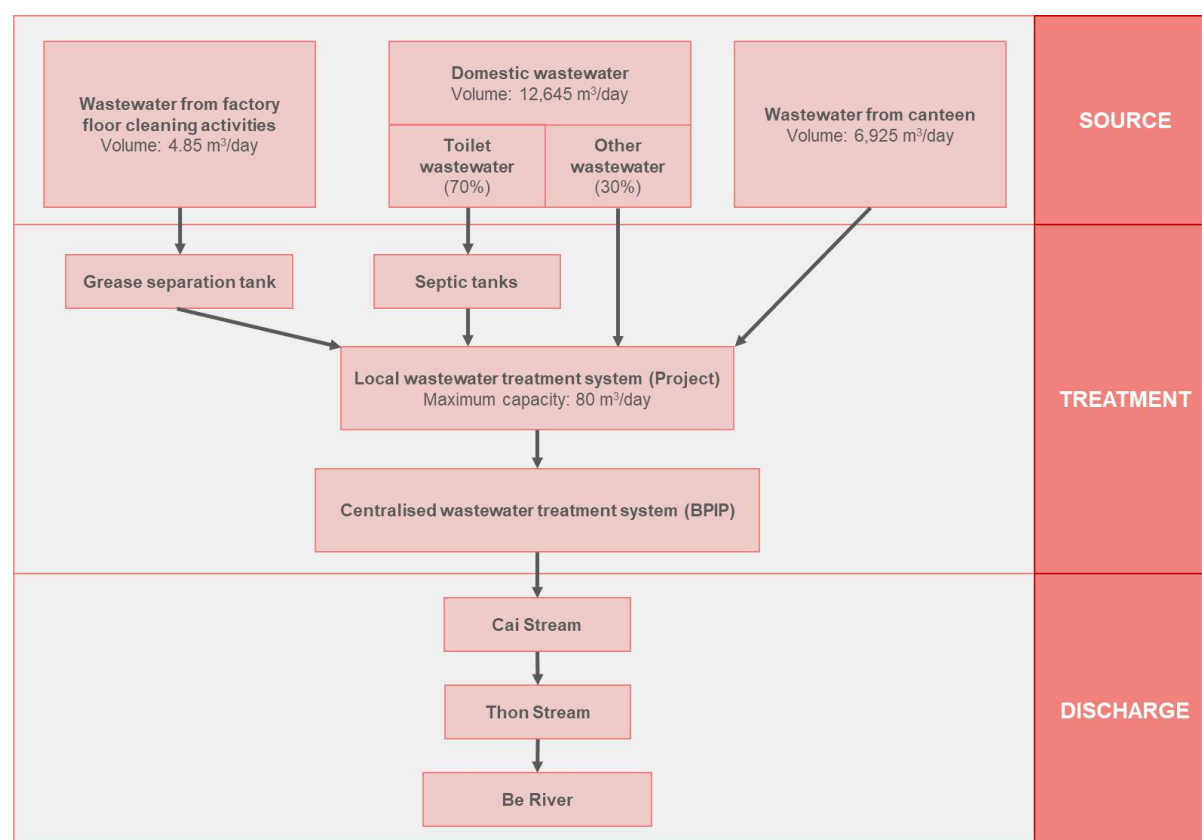 Wastewater from factory
floor cleaning activities
Volume: 4.85 m³/day
Domestic wastewater
Volume: 12,645 m³/day
Toilet
wastewater
(70%)
Other
wastewater
(30%)
Wastewater from canteen
Volume: 6,925 m³/day
SOURCE
Grease separation tank
Septic tanks
Local wastewater treatment system (Project)
Maximum capacity: 80 m³/day
Centralised wastewater treatment system (BPIP)
TREATMENT
Cai Stream
Thon Stream
Be River
DISCHARGE